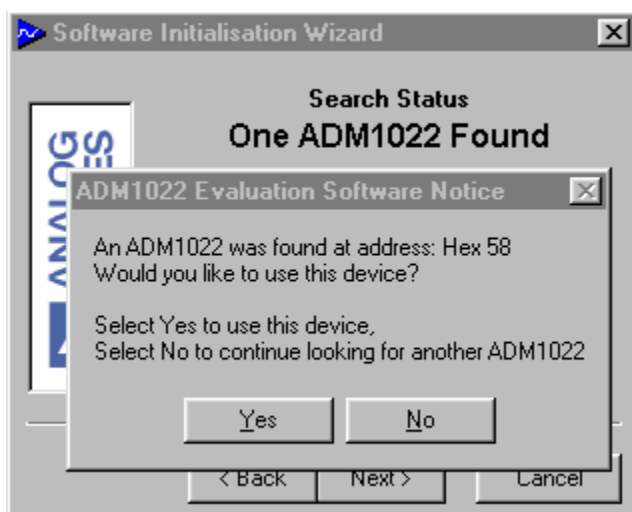 Software Initialisation Wizard
Search Status
One ADM1022 Found
ANALOG
ADM1022 Evaluation Software Notice
An ADM1022 was found at address: Hex 58
Would you like to use this device?
Select Yes to use this device,
Select No to continue looking for another ADM1022
Yes
No
< Back
Next >
Cancel